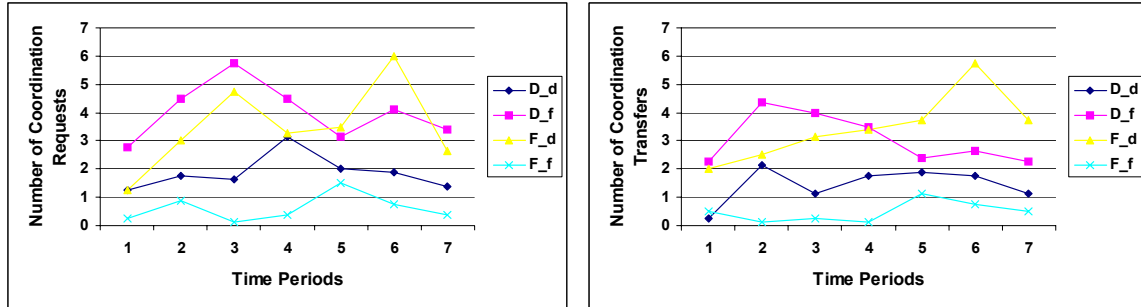 Number of Coordination
Requests
7
6
5
4
3
2
1
0
1 2 3 4 5 6 7
Time Periods
D_d
D_f
F_d
F_f
Number of Coordination
Transfers
7
6
5
4
3
2
1
0
1 2 3 4 5 6 7
Time Periods
D_d
D_f
F_d
F_f